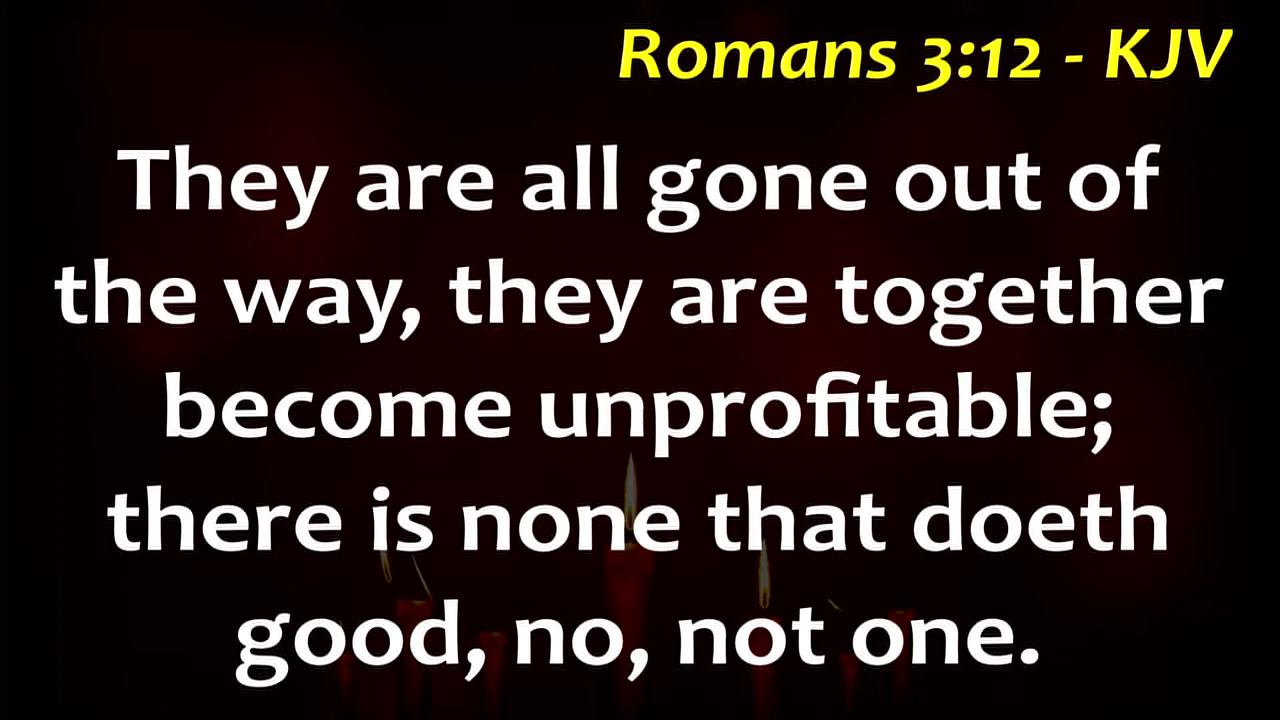 Romans 3:12 - KJV
They are all gone out of
the way, they are together
become unprofitable;
there is none that doeth
good, no, not one.